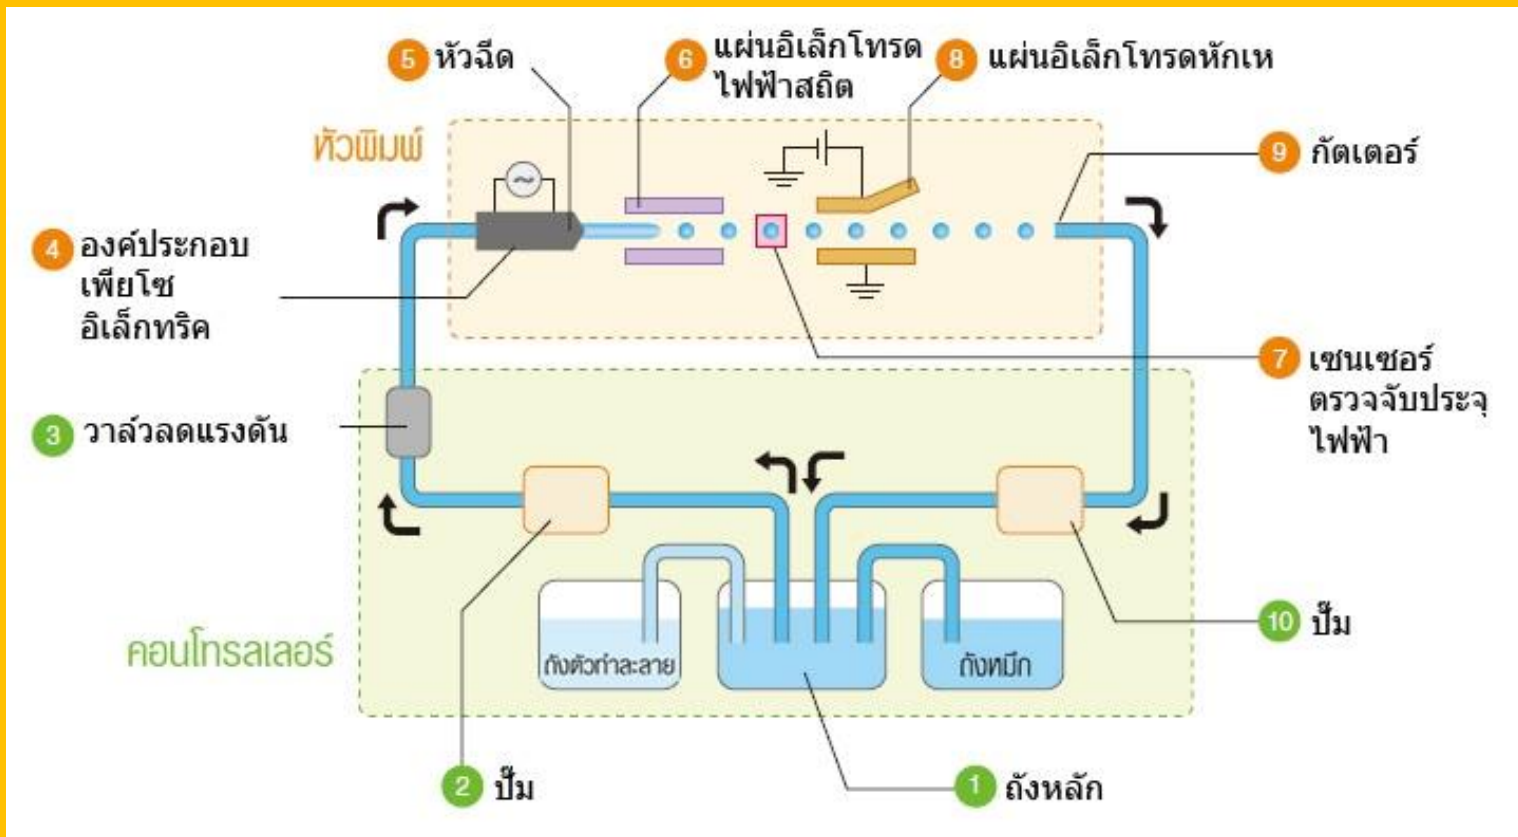 5 หัวฉีด
6 แผ่นอิเล็กโทรด
ไฟฟ้าสถิต
8 แผ่นอิเล็กโทรดหักเห
หัวพิมพ์
9 กัตเตอร์
4 องค์ประกอบ
เพียโซ
อิเล็กทริค
7 เซนเซอร์
ตรวจจับประจุ
ไฟฟ้า
3 วาล์วลดแรงดัน
คอนโทรลเลอร์
ถังตัวทำละลาย
ถังหมึก
10 ปั๊ม
2 ปั๊ม
1 ถังหลัก